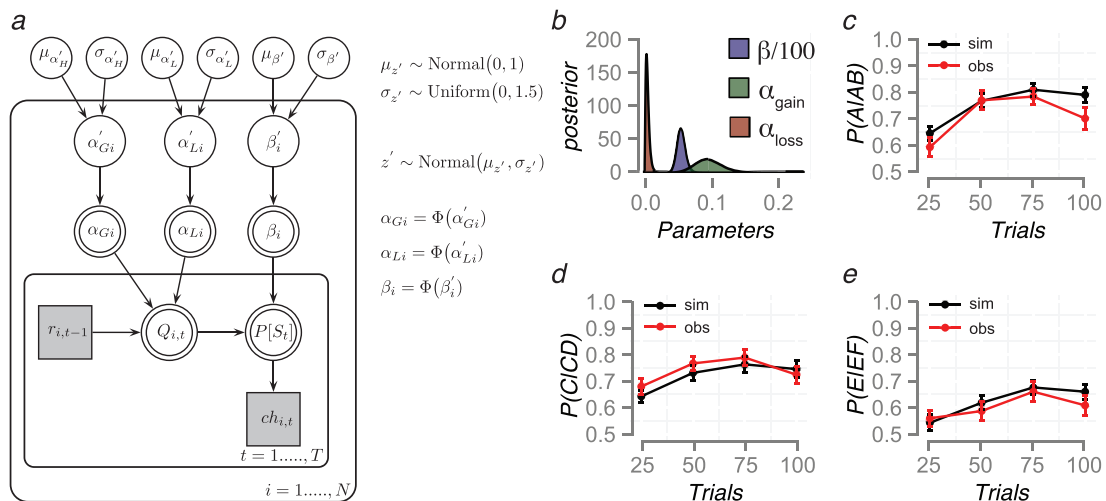 a
μ_{α'_H} σ_{α'_H} μ_{α'_L} σ_{α'_L} μ_{β'} σ_{β'}
μ_{z'} ∼ Normal(0, 1)
σ_{z'} ∼ Uniform(0, 1.5)
α'_{Gi} α'_{Li} β'_i
z' ∼ Normal(μ_{z'}, σ_{z'})
α_{Gi} α_{Li} β_i
α_{Gi} = Φ(α'_{Gi})
α_{Li} = Φ(α'_{Li})
β_i = Φ(β'_i)
r_{i,t−1} Q_{i,t} P[S_t]
ch_{i,t}
t = 1....., T
i = 1....., N
b
200
150
100
50
0
posterior
β/100
α_gain
α_loss
0.0 0.1 0.2
Parameters
c
1.0
0.9
0.8
0.7
0.6
0.5
P(A|AB)
sim
obs
25 50 75 100
Trials
d
1.0
0.9
0.8
0.7
0.6
0.5
P(C|CD)
sim
obs
25 50 75 100
Trials
e
1.0
0.9
0.8
0.7
0.6
0.5
P(E|EF)
sim
obs
25 50 75 100
Trials